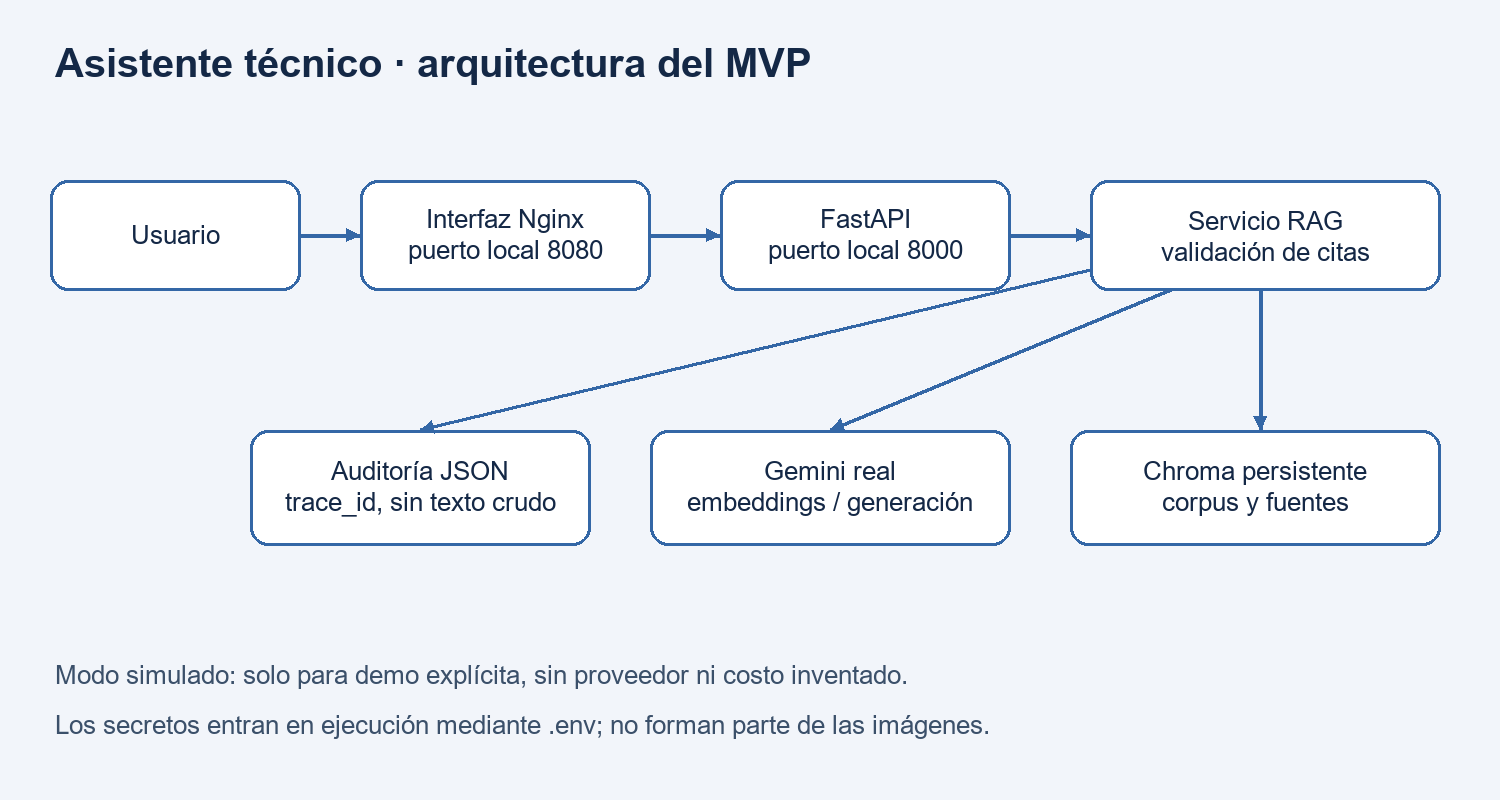 Asistente técnico · arquitectura del MVP
Usuario
Interfaz Nginx
puerto local 8080
FastAPI
puerto local 8000
Servicio RAG
validación de citas
Auditoría JSON
trace_id, sin texto crudo
Gemini real
embeddings / generación
Chroma persistente
corpus y fuentes
Modo simulado: solo para demo explícita, sin proveedor ni costo inventado.
Los secretos entran en ejecución mediante .env; no forman parte de las imágenes.